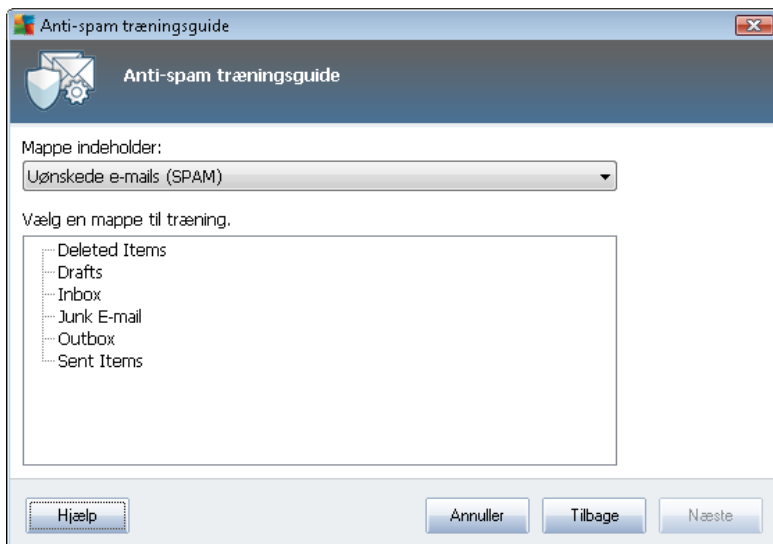 Anti-spam træningsguide
Anti-spam træningsguide
Mappe indeholder:
Uønskede e-mails (SPAM)
Vælg en mappe til træning.
Deleted Items
Drafts
Inbox
Junk E-mail
Outbox
Sent Items
Hjælp
Annuller
Tilbage
Næste